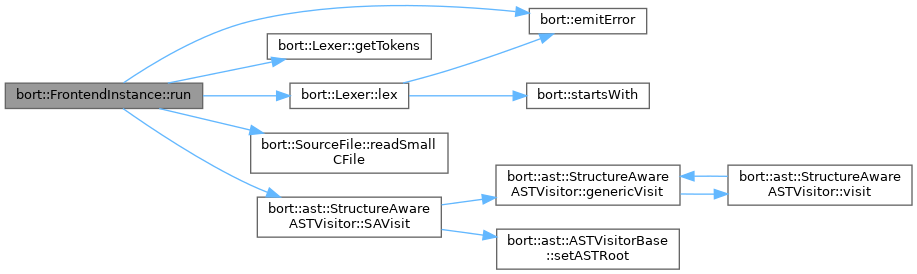 bort::FrontendInstance::run
bort::emitError
bort::Lexer::getTokens
bort::Lexer::lex
bort::startsWith
bort::SourceFile::readSmall
CFile
bort::ast::StructureAware
ASTVisitor::SAVisit
bort::ast::StructureAware
ASTVisitor::genericVisit
bort::ast::StructureAware
ASTVisitor::visit
bort::ast::ASTVisitorBase
::setASTRoot